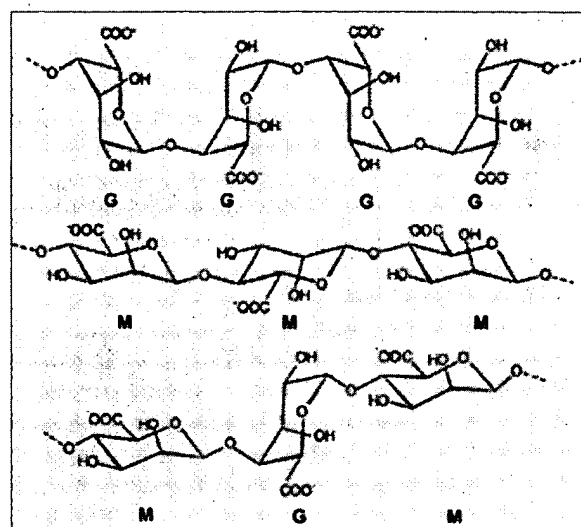 COO⁻ OH COO⁻ OH
O OH O O OH O O
O OH O OH
OH O O OH O
COO⁻ COO⁻
G G G G
⁻OOC OH O HO O ⁻OOC OH O
O HO O O HO O
⁻OOC OH
M M M
OH ⁻OOC HO O O
O HO
⁻OOC HO O O OH
O HO O
COO⁻
M G M